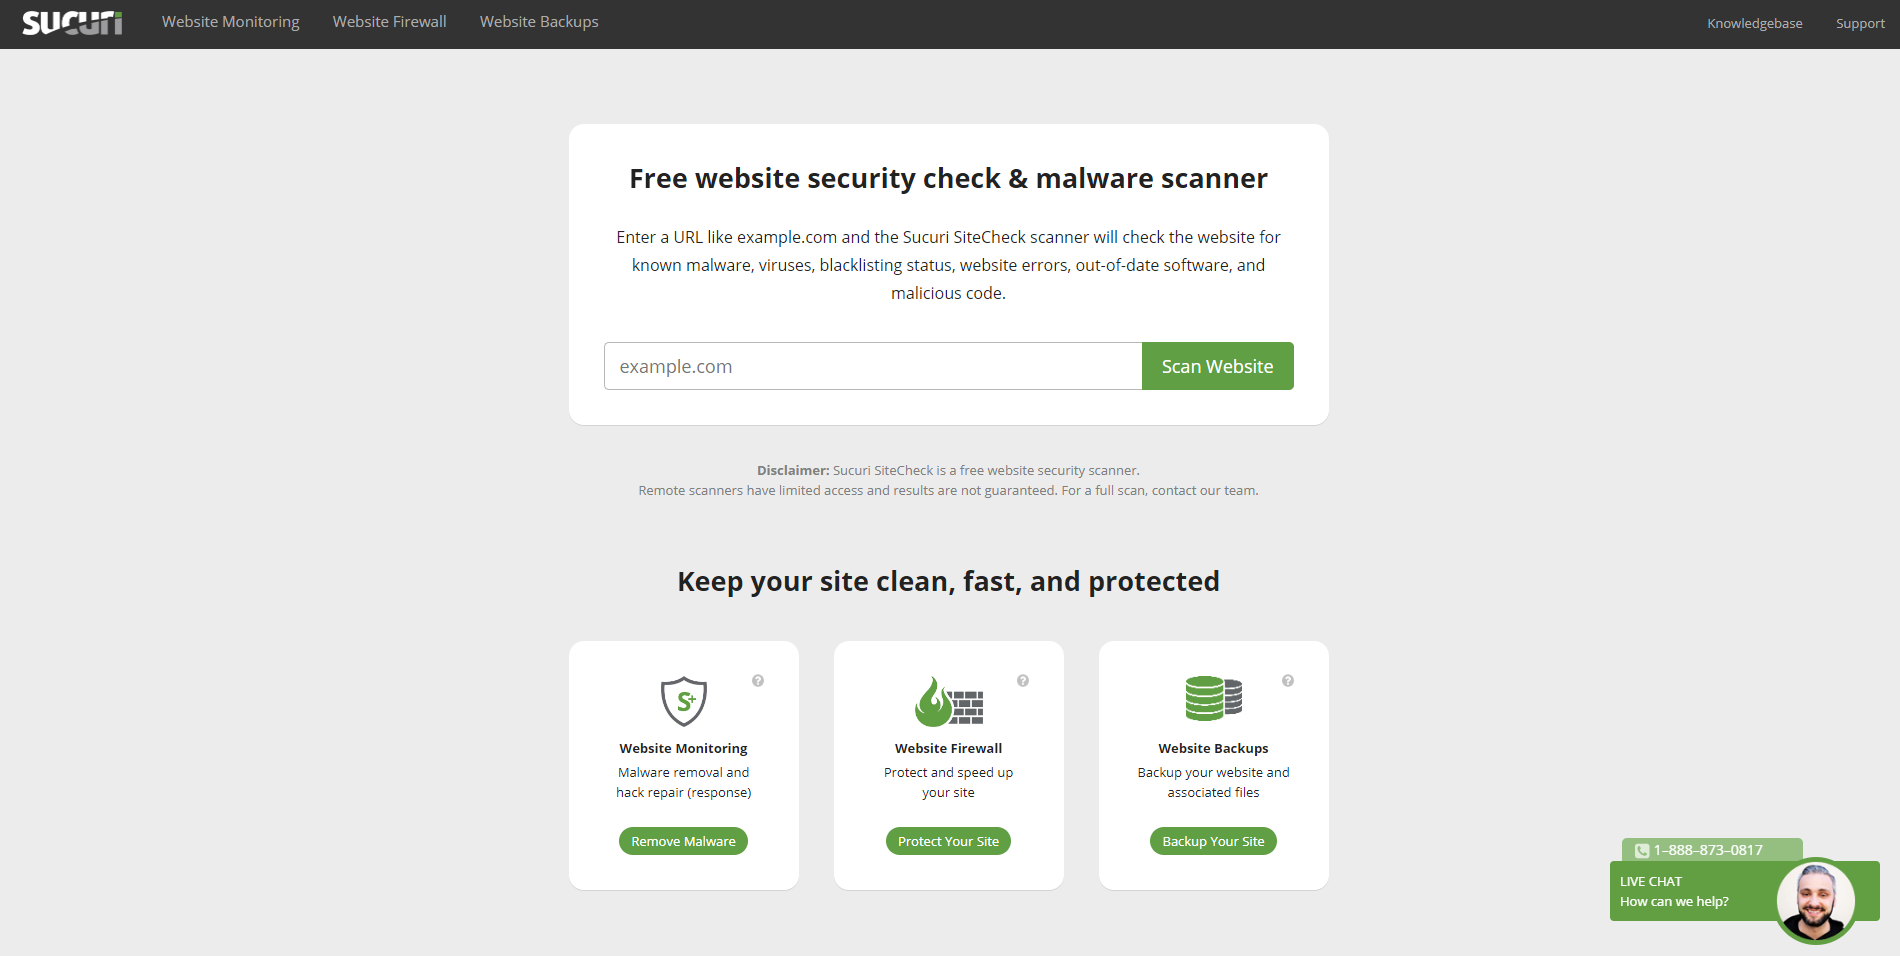 sucuri
Website Monitoring
Website Firewall
Website Backups
Knowledgebase
Support
Free website security check & malware scanner
Enter a URL like example.com and the Sucuri SiteCheck scanner will check the website for
known malware, viruses, blacklisting status, website errors, out-of-date software, and
malicious code.
example.com
Scan Website
Disclaimer: Sucuri SiteCheck is a free website security scanner.
Remote scanners have limited access and results are not guaranteed. For a full scan, contact our team.
Keep your site clean, fast, and protected
?
S+
Website Monitoring
Malware removal and
hack repair (response)
Remove Malware
?
Website Firewall
Protect and speed up
your site
Protect Your Site
?
Website Backups
Backup your website and
associated files
Backup Your Site
1–888–873–0817
LIVE CHAT
How can we help?